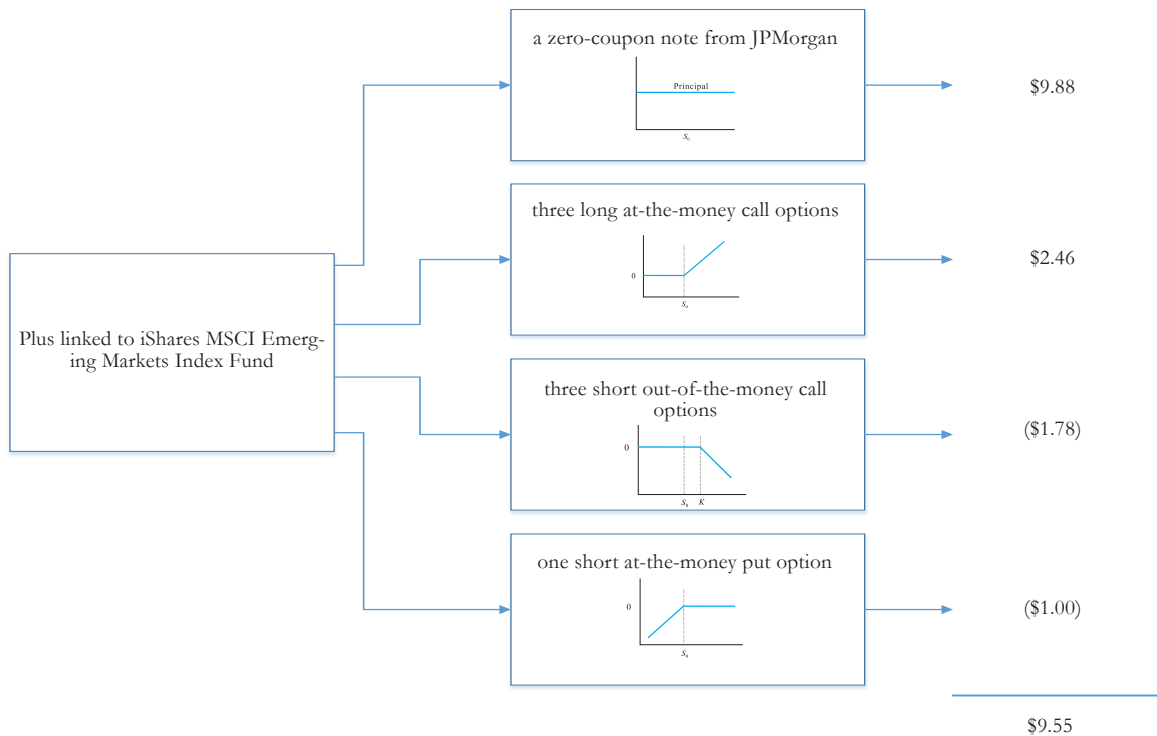 a zero-coupon note from JPMorgan
Principal
S₀
$9.88
three long at-the-money call options
0
S₀
$2.46
Plus linked to iShares MSCI Emerg-
ing Markets Index Fund
three short out-of-the-money call
options
0
S₀ K
($1.78)
one short at-the-money put option
0
S₀
($1.00)
$9.55